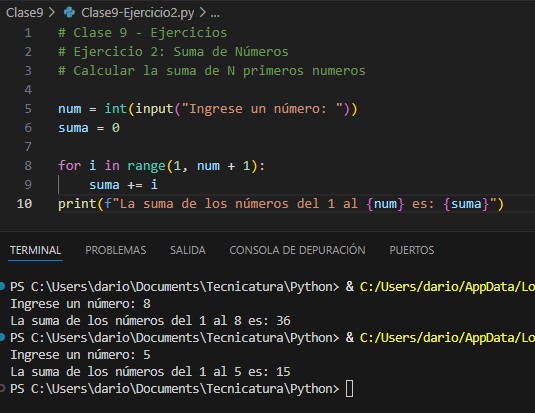 Clase9 > Clase9-Ejercicio2.py > ...
1 # Clase 9 - Ejercicios
2 # Ejercicio 2: Suma de Números
3 # Calcular la suma de N primeros numeros
4
5 num = int(input("Ingrese un número: "))
6 suma = 0
7
8 for i in range(1, num + 1):
9     suma += i
10 print(f"La suma de los números del 1 al {num} es: {suma}")
TERMINAL PROBLEMAS SALIDA CONSOLA DE DEPURACIÓN PUERTOS
PS C:\Users\dario\Documents\Tecnicatura\Python> & C:/Users/dario/AppData/Lo
Ingrese un número: 8
La suma de los números del 1 al 8 es: 36
PS C:\Users\dario\Documents\Tecnicatura\Python> & C:/Users/dario/AppData/Lo
Ingrese un número: 5
La suma de los números del 1 al 5 es: 15
PS C:\Users\dario\Documents\Tecnicatura\Python>